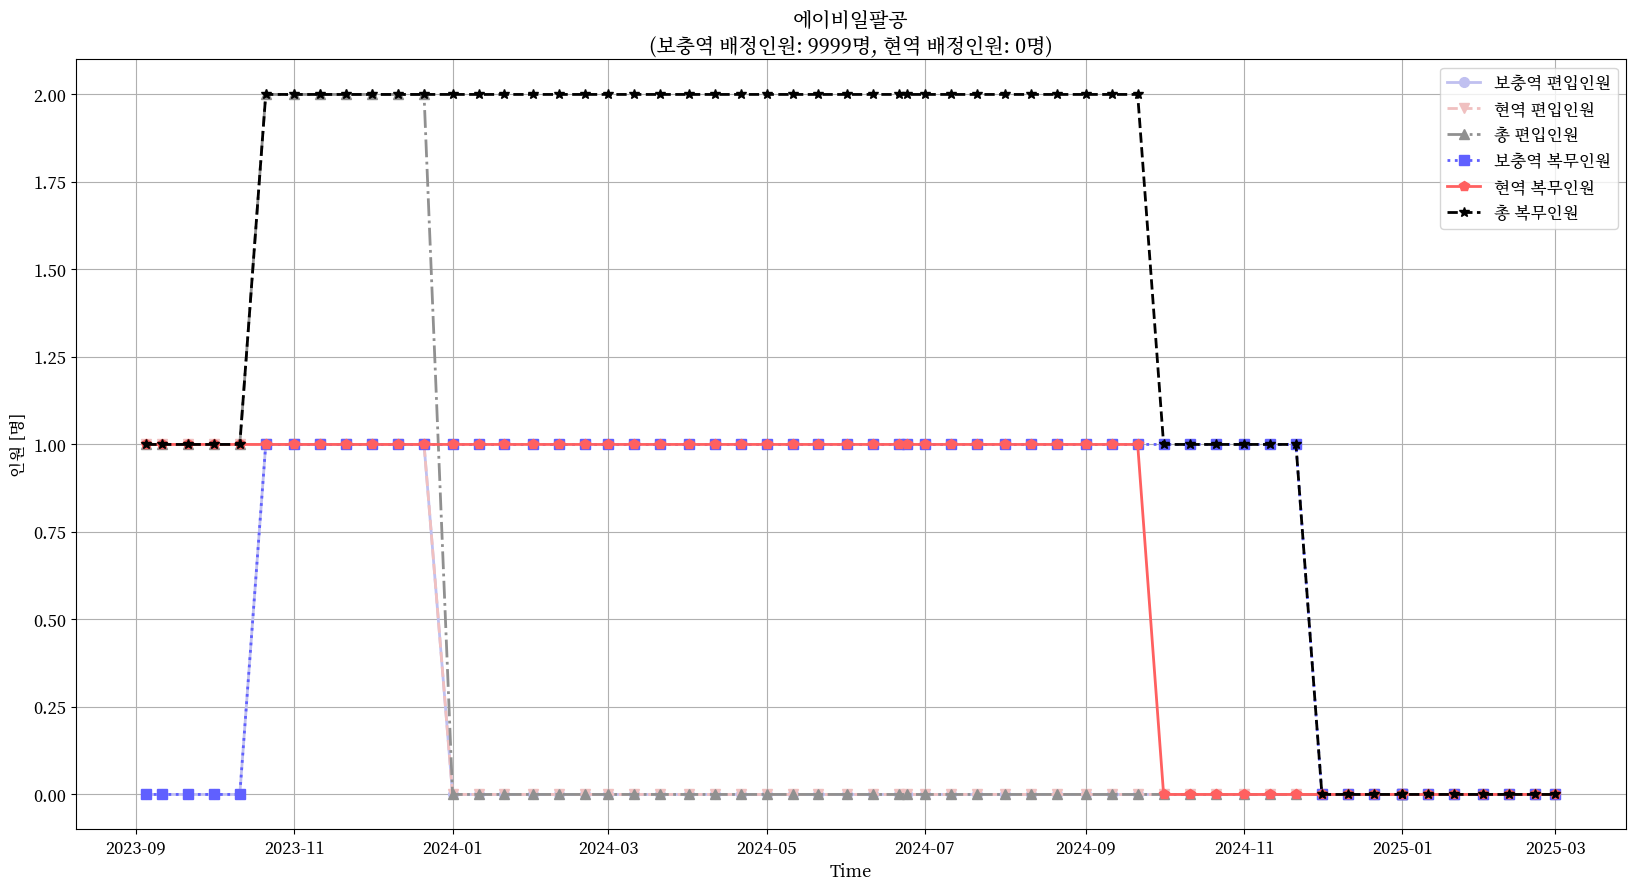 에이비일팔공
(보충역 배정인원: 9999명, 현역 배정인원: 0명)
보충역 편입인원
현역 편입인원
총 편입인원
보충역 복무인원
현역 복무인원
총 복무인원
2.00
1.75
1.50
1.25
1.00
0.75
0.50
0.25
0.00
인원 [명]
2023-09 2023-11 2024-01 2024-03 2024-05 2024-07 2024-09 2024-11 2025-01 2025-03
Time